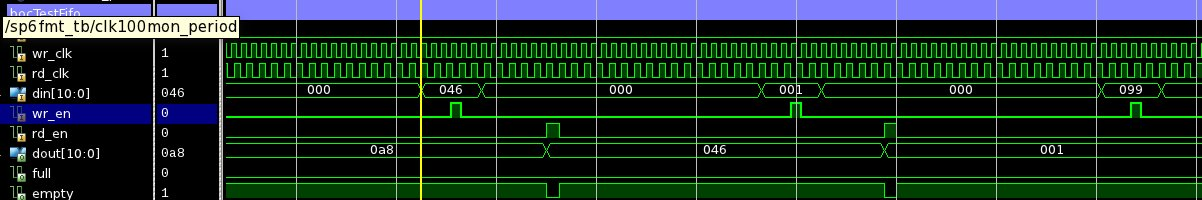 hocTestFifo
/sp6fmt_tb/clk100mon_period
wr_clk 1
rd_clk 1
din[10:0] 046 000 046 000 001 000 099
wr_en 0
rd_en 0
dout[10:0] 0a8 0a8 046 001
full 0
empty 1